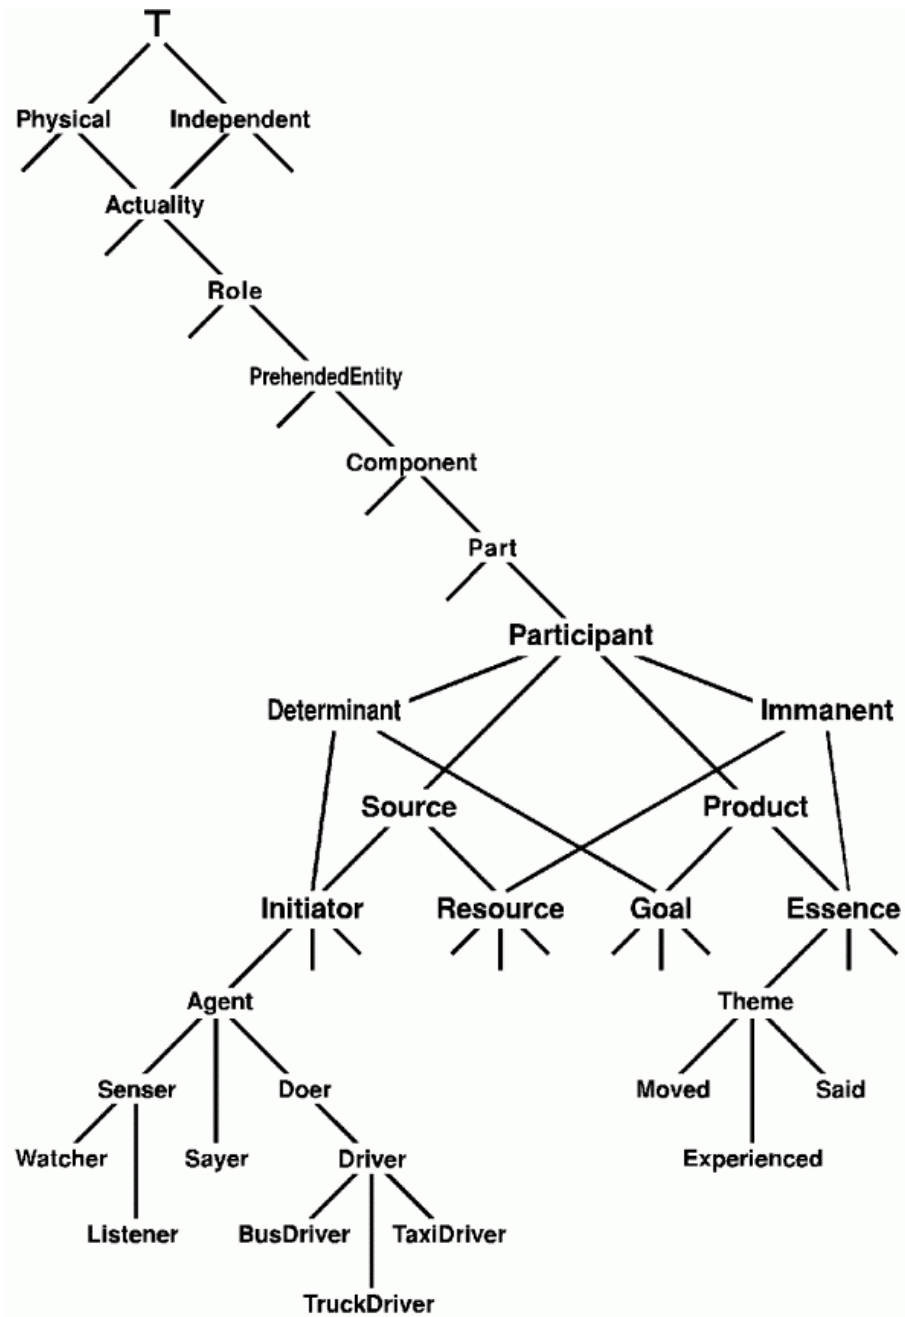 T
Physical
Independent
Actuality
Role
PrehendedEntity
Component
Part
Participant
Determinant
Immanent
Source
Product
Initiator
Resource
Goal
Essence
Agent
Theme
Senser
Doer
Moved
Said
Watcher
Sayer
Driver
Experienced
Listener
BusDriver
TaxiDriver
TruckDriver